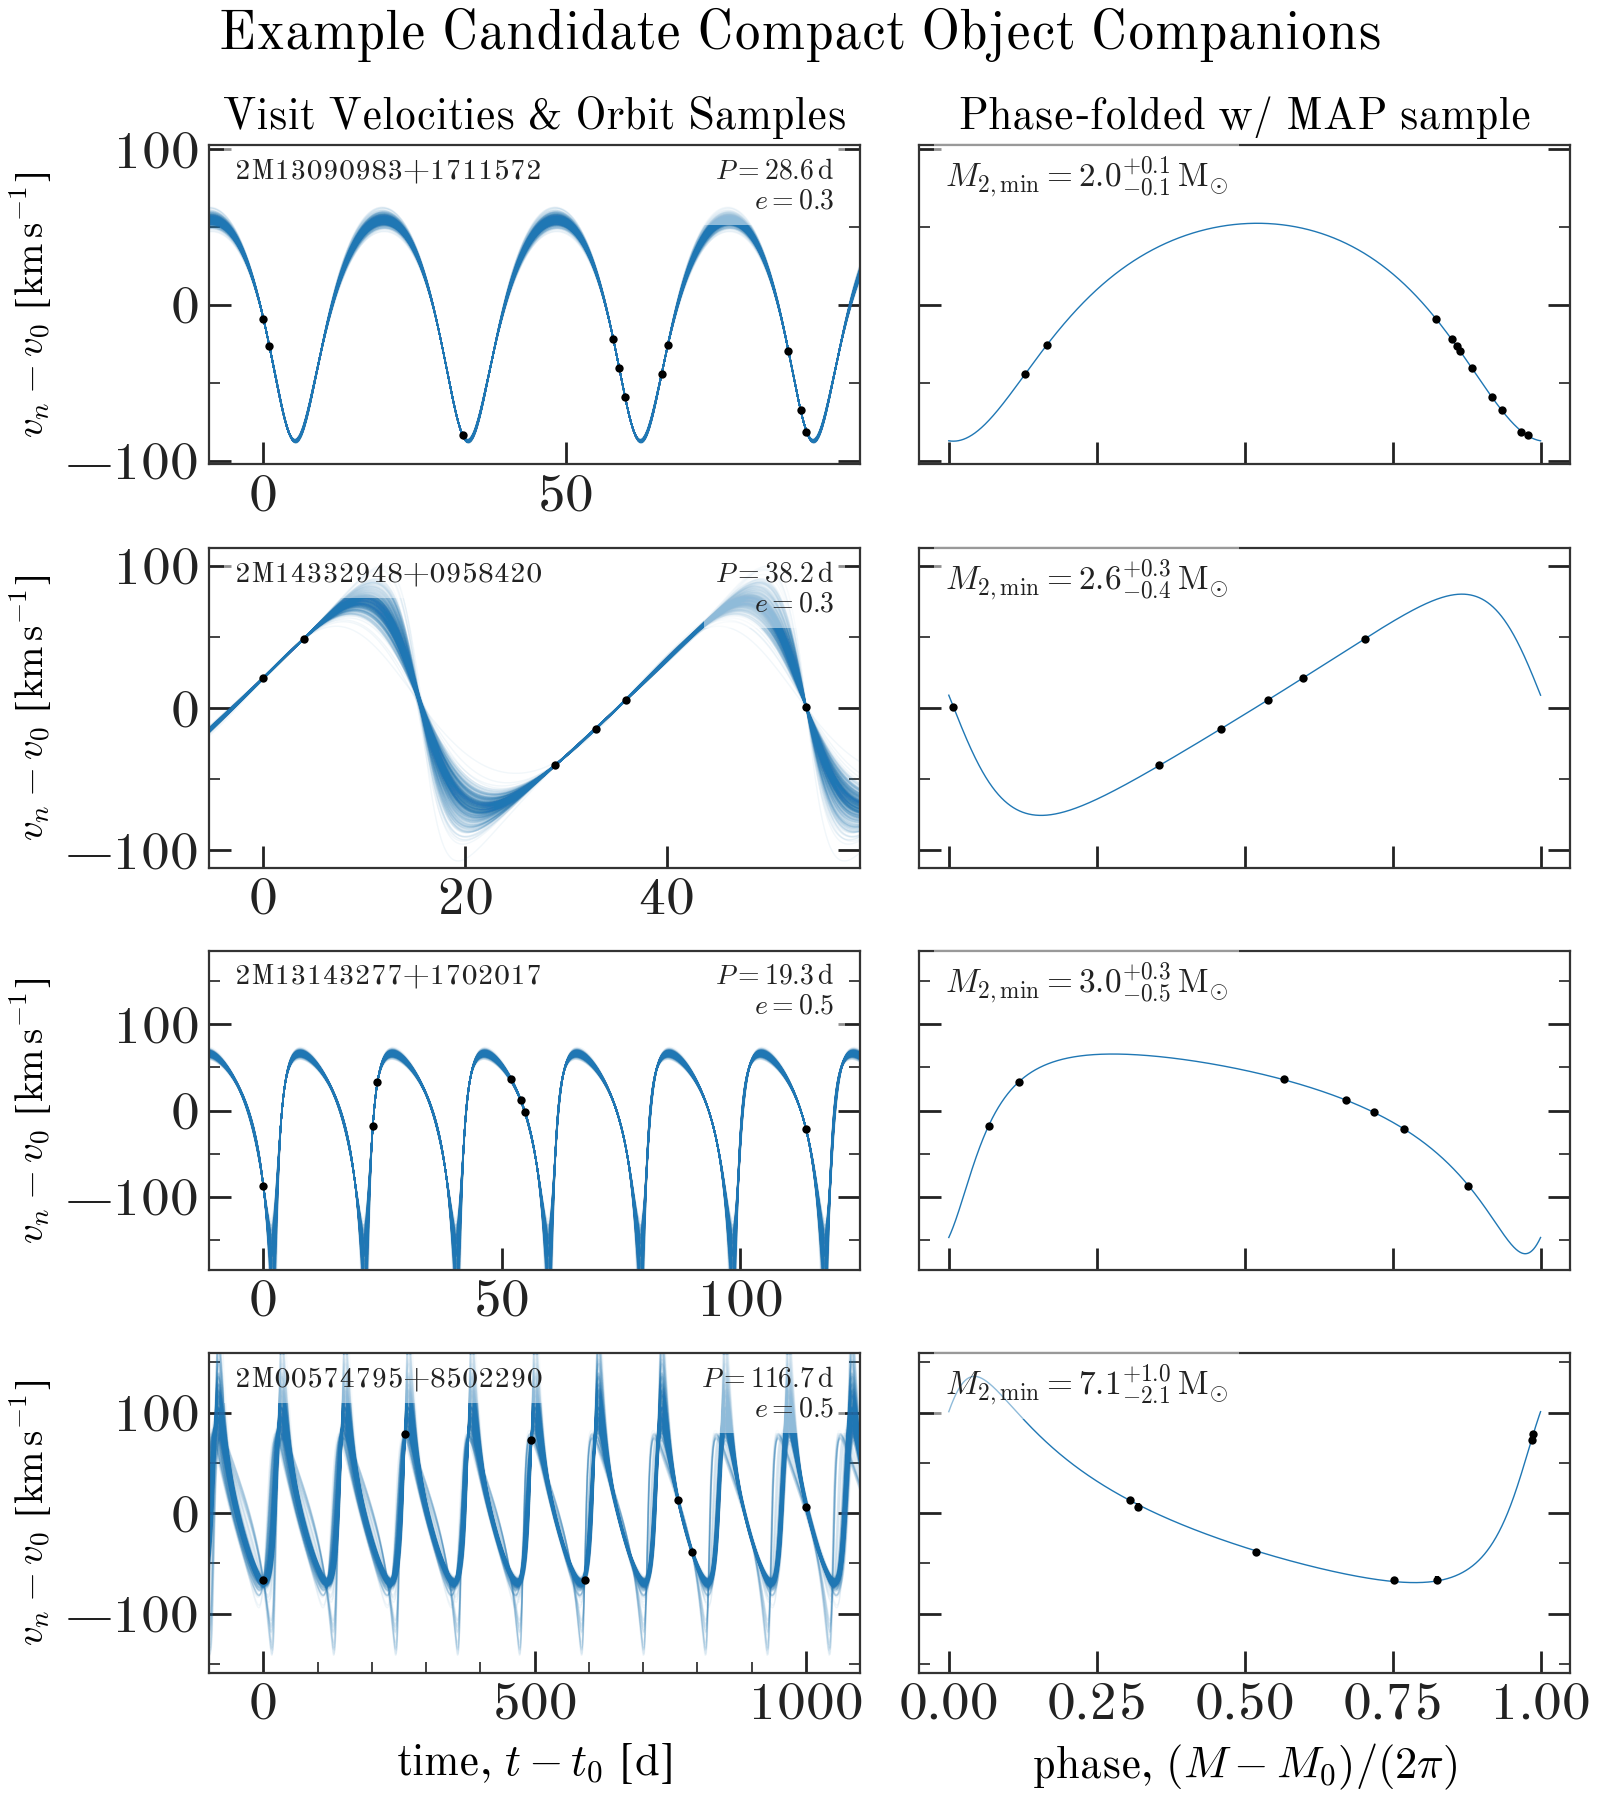 Example Candidate Compact Object Companions
Visit Velocities & Orbit Samples
Phase-folded w/ MAP sample
2M13090983+1711572
P = 28.6 d
e = 0.3
M₂,min = 2.0 +0.1 −0.1 M⊙
vₙ − v₀ [km s⁻¹]
100
0
−100
0 50
2M14332948+0958420
P = 38.2 d
e = 0.3
M₂,min = 2.6 +0.3 −0.4 M⊙
vₙ − v₀ [km s⁻¹]
100
0
−100
0 20 40
2M13143277+1702017
P = 19.3 d
e = 0.5
M₂,min = 3.0 +0.3 −0.5 M⊙
vₙ − v₀ [km s⁻¹]
100
0
−100
0 50 100
2M00574795+8502290
P = 116.7 d
e = 0.5
M₂,min = 7.1 +1.0 −2.1 M⊙
vₙ − v₀ [km s⁻¹]
100
0
−100
0 500 1000
0.00 0.25 0.50 0.75 1.00
time, t − t₀ [d]
phase, (M − M₀)/(2π)